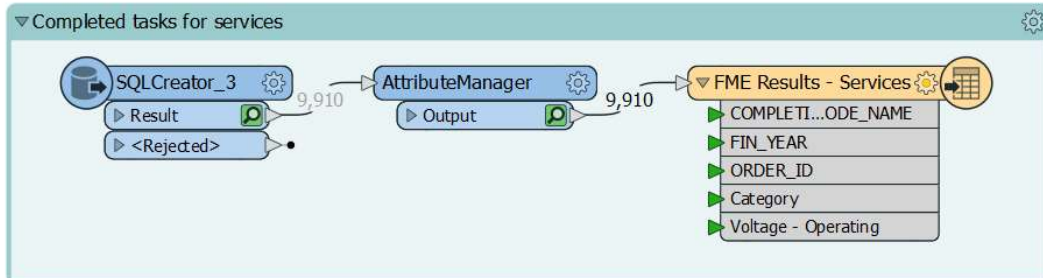 Completed tasks for services
SQLCreator_3
Result
<Rejected>
9,910
AttributeManager
Output
9,910
FME Results - Services
COMPLETI...ODE_NAME
FIN_YEAR
ORDER_ID
Category
Voltage - Operating